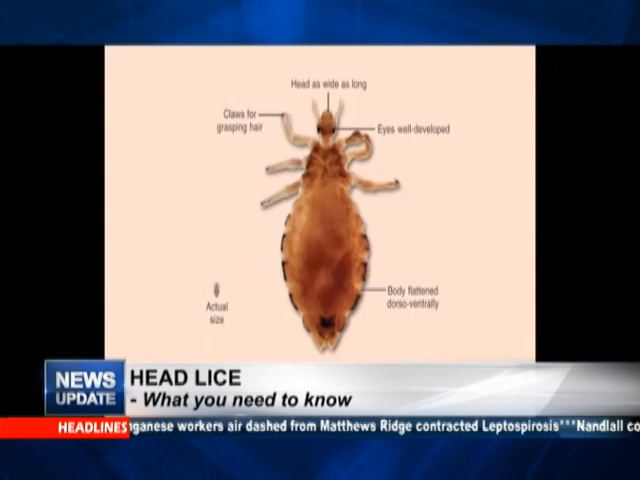 Head as wide as long
Claws for
grasping hair
Eyes well-developed
Body flattened
dorso-ventrally
Actual
size
NEWS
UPDATE
HEAD LICE
- What you need to know
HEADLINES
workers air dashed from Matthews Ridge contracted Leptospirosis***Nandlall